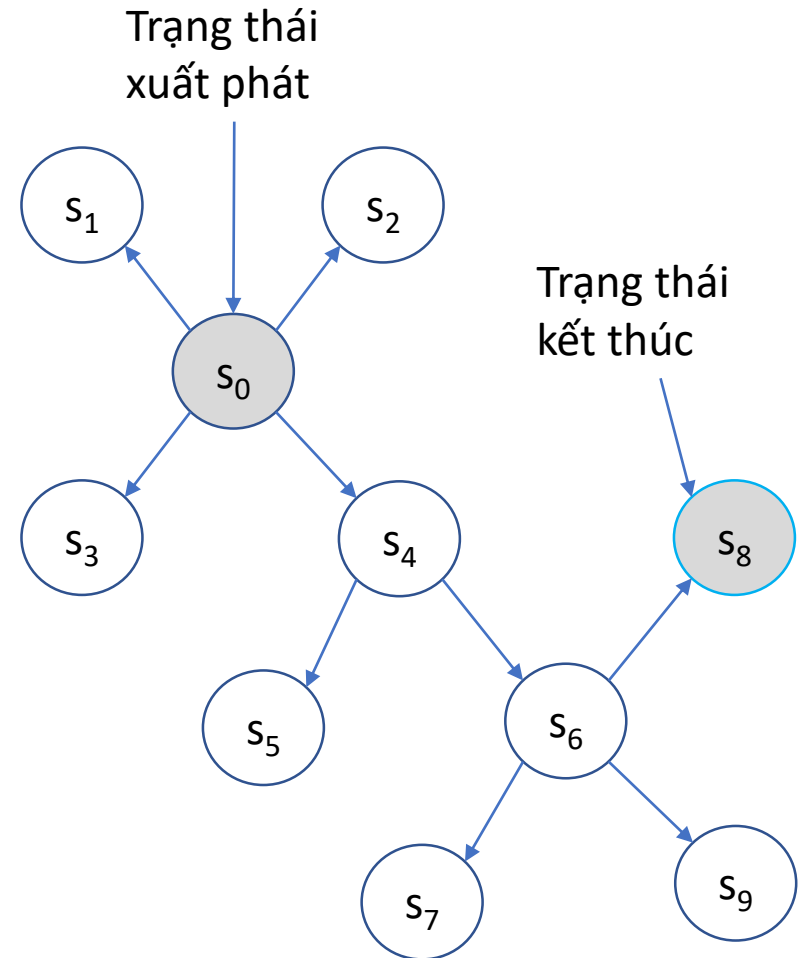 Trạng thái
xuất phát
s₁
s₂
Trạng thái
kết thúc
s₀
s₃
s₄
s₈
s₅
s₆
s₇
s₉